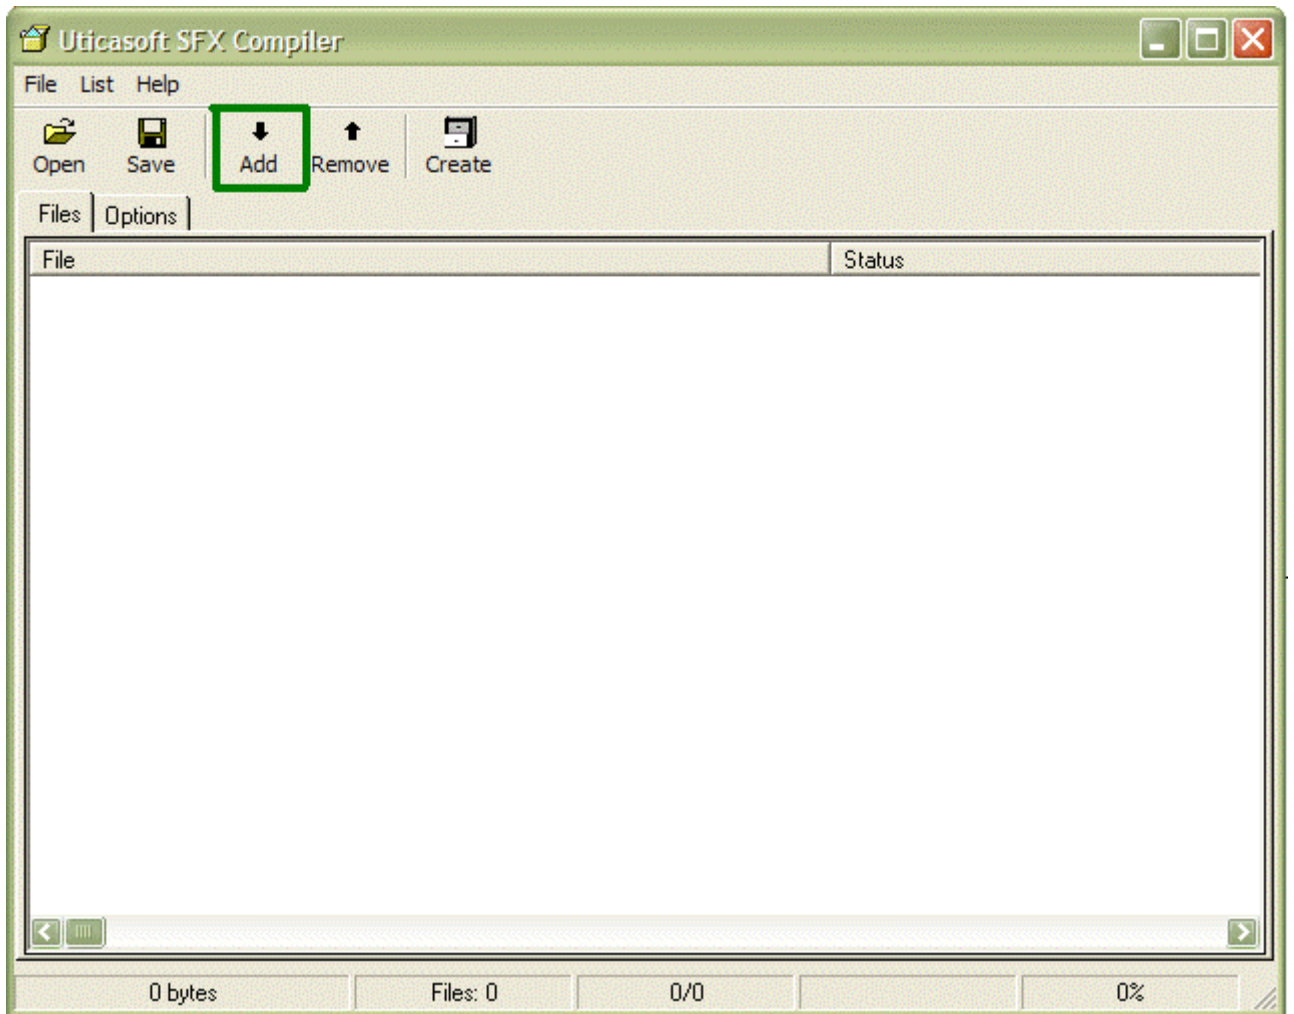 Uticasoft SFX Compiler
File List Help
Open Save Add Remove Create
Files Options
File Status
0 bytes Files: 0 0/0 0%